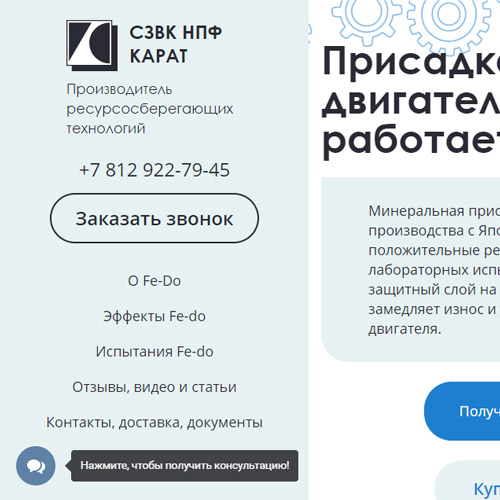 СЗВК НПФ
КАРАТ
Производитель
ресурсосберегающих
технологий
+7 812 922-79-45
Заказать звонок
О Fe-Do
Эффекты Fe-do
Испытания Fe-do
Отзывы, видео и статьи
Контакты, доставка, документы
Нажмите, чтобы получить консультацию!
Присадк
двигател
работает
Минеральная прис
производства с Япо
положительные ре
лабораторных испы
защитный слой на
замедляет износ и
двигателя.
Получ
Куп